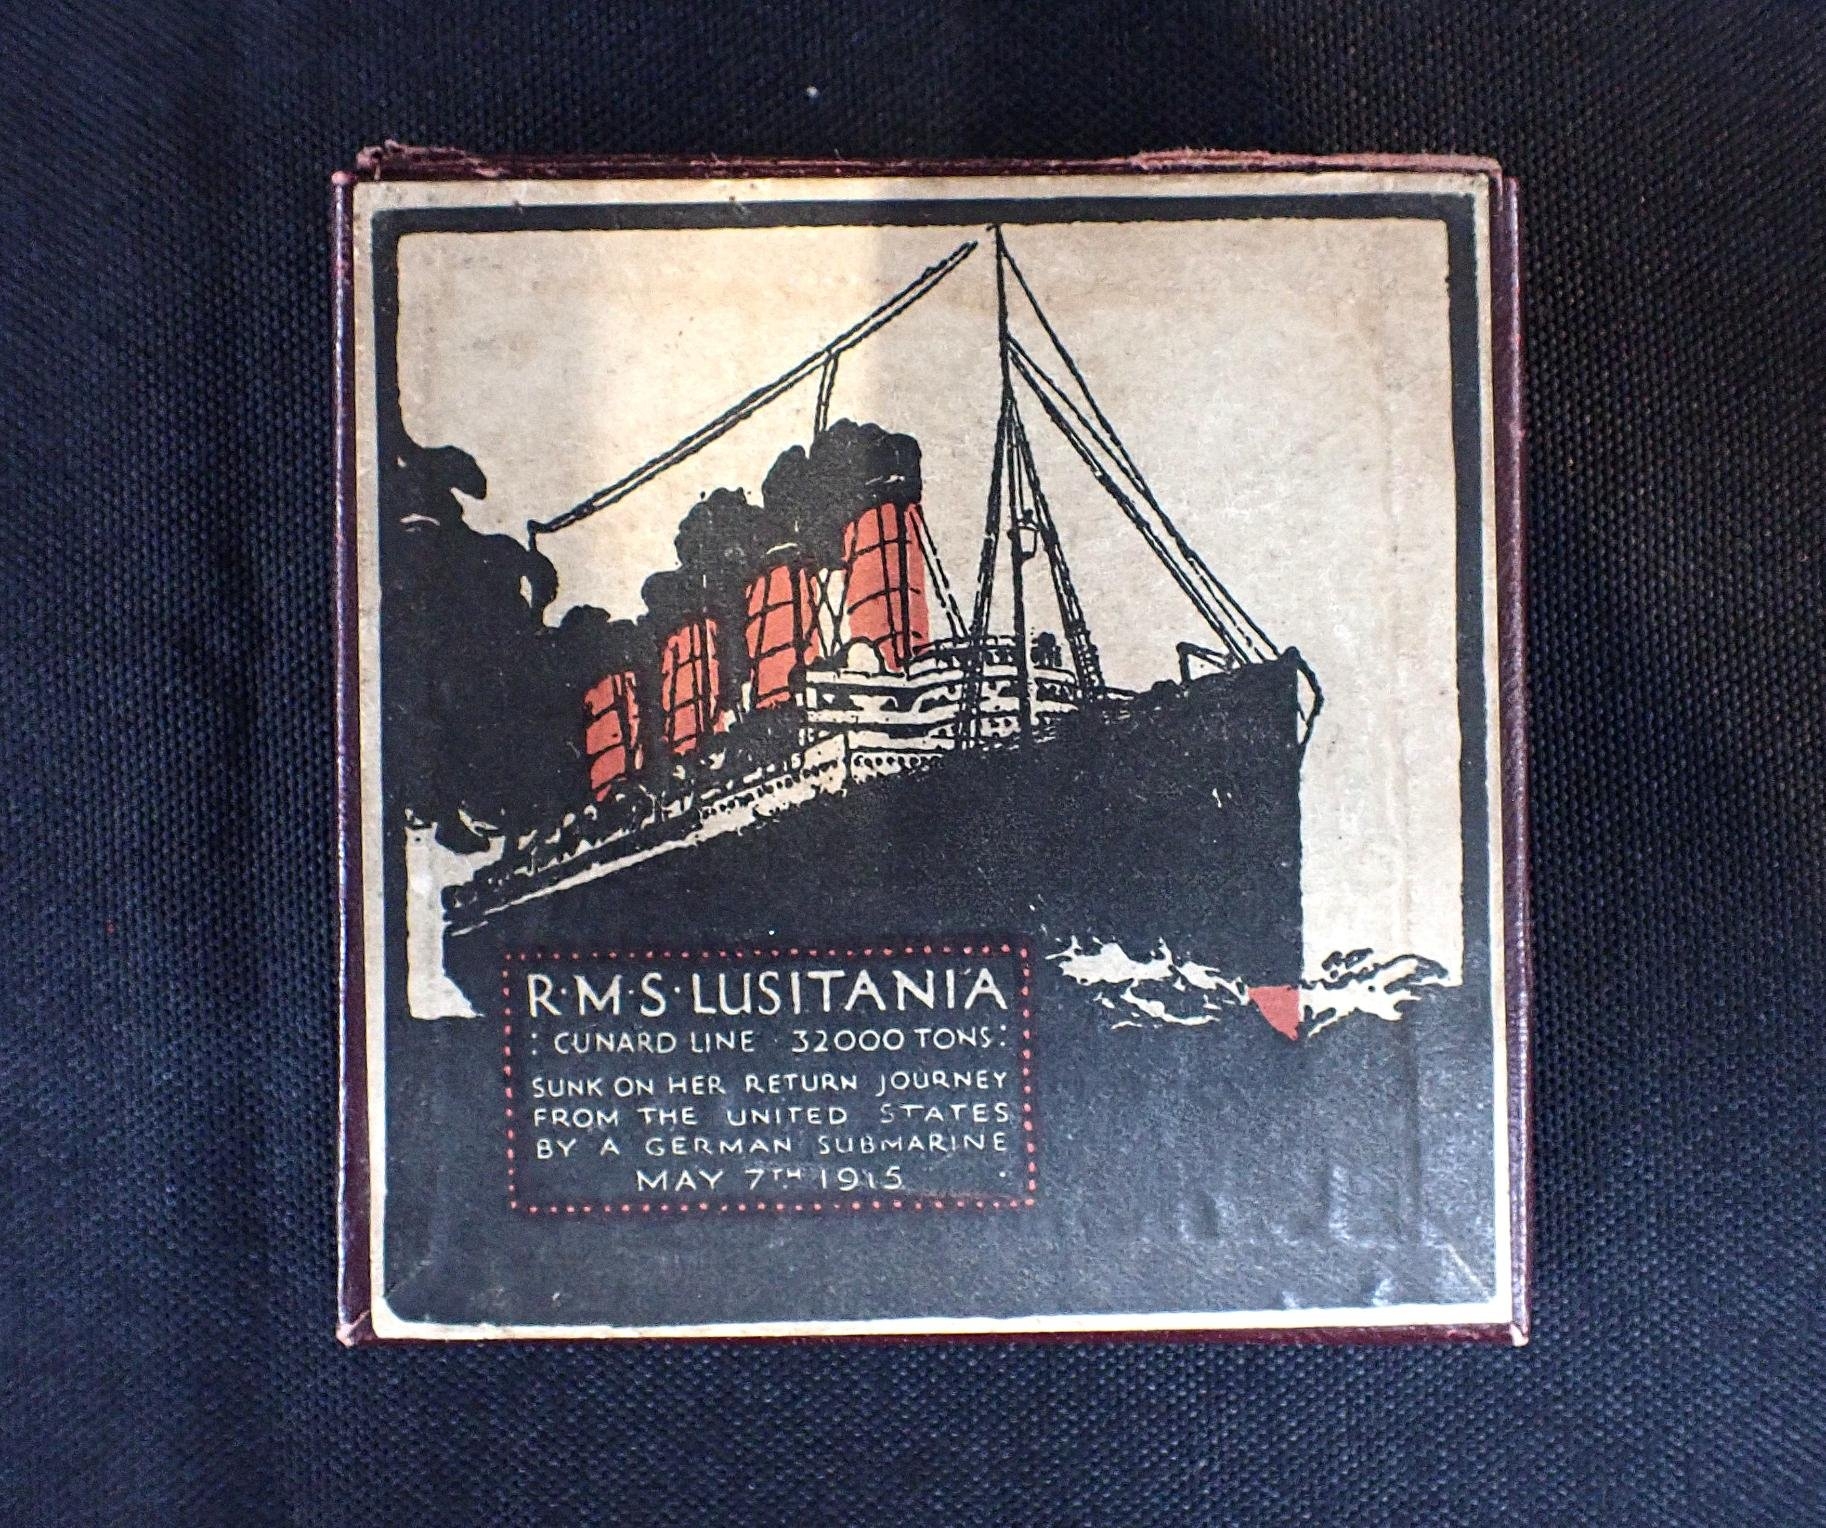 R·M·S·LUSITANIA
: CUNARD LINE · 32000 TONS:
SUNK ON HER RETURN JOURNEY
FROM THE UNITED STATES
BY A GERMAN SUBMARINE
MAY 7TH 1915